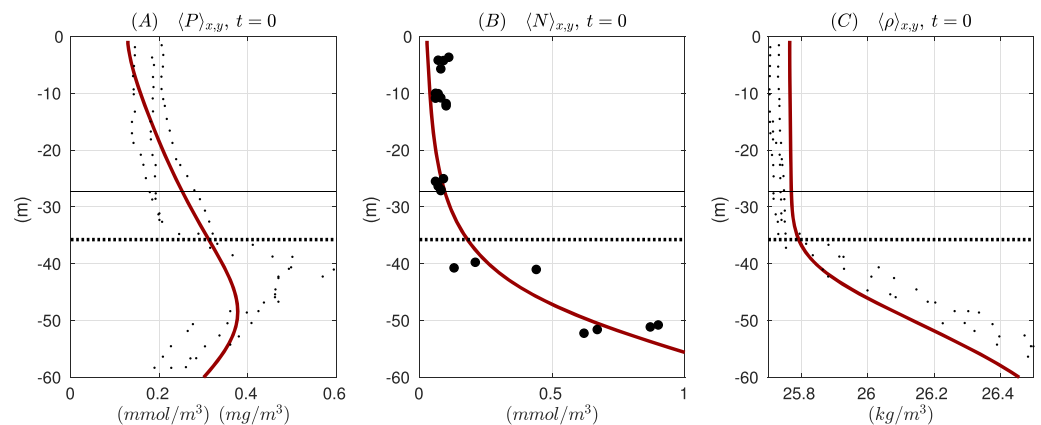 (A) ⟨P⟩x,y, t = 0
0
-10
-20
-30
-40
-50
-60
(m)
0 0.2 0.4 0.6
(mmol/m³) (mg/m³)
(B) ⟨N⟩x,y, t = 0
0
-10
-20
-30
-40
-50
-60
(m)
0 0.5 1
(mmol/m³)
(C) ⟨ρ⟩x,y, t = 0
0
-10
-20
-30
-40
-50
-60
(m)
25.8 26 26.2 26.4
(kg/m³)